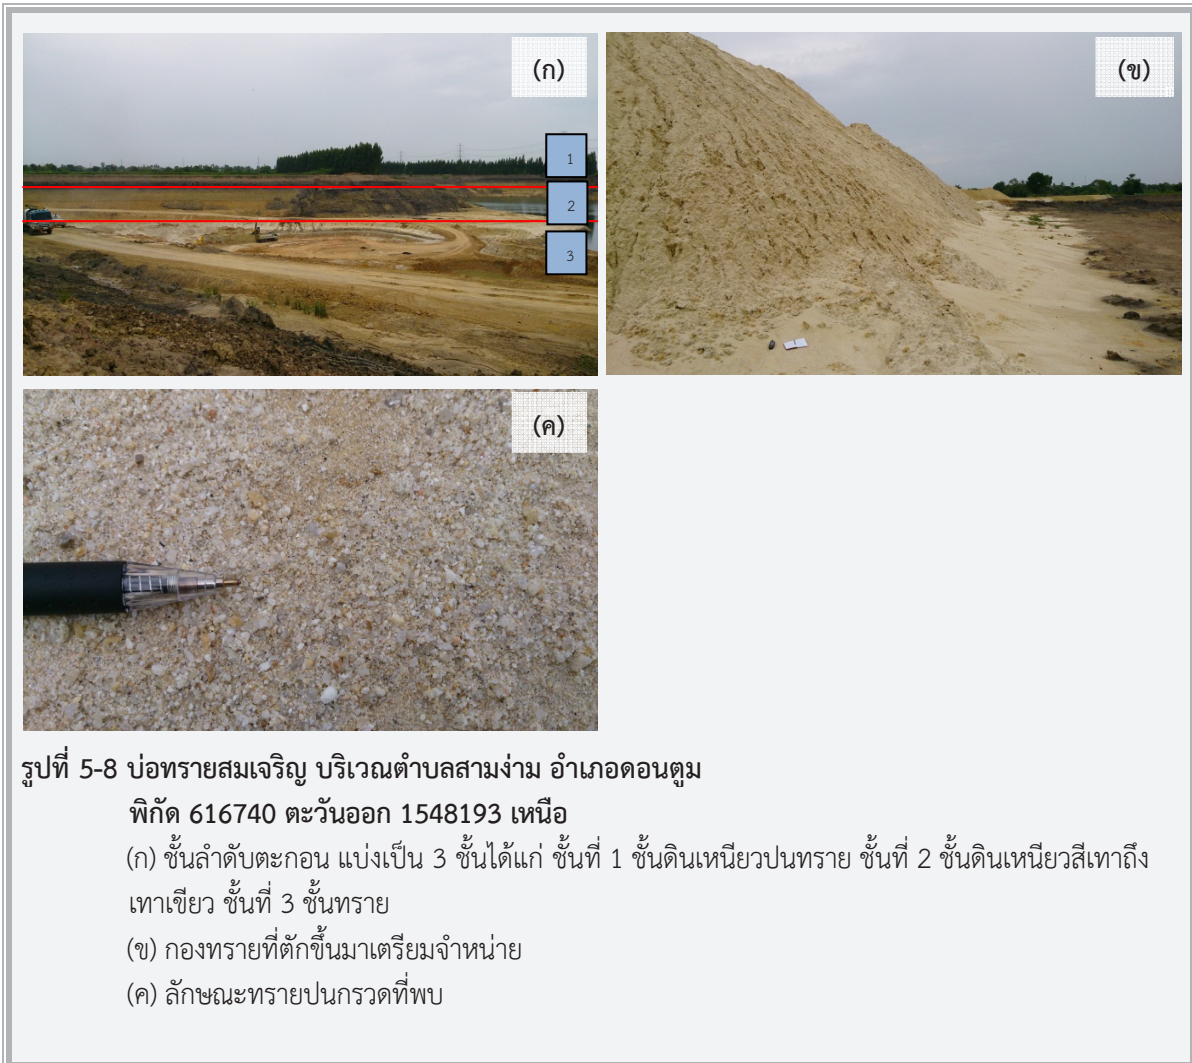 (ก)
(ข)
1
2
3
(ค)
รูปที่ 5-8 บ่อทรายสมเจริญ บริเวณตำบลสามง่าม อำเภอดอนตูม
พิกัด 616740 ตะวันออก 1548193 เหนือ
(ก) ชั้นลำดับตะกอน แบ่งเป็น 3 ชั้นได้แก่ ชั้นที่ 1 ชั้นดินเหนียวปนทราย ชั้นที่ 2 ชั้นดินเหนียวสีเทาถึง
เทาเขียว ชั้นที่ 3 ชั้นทราย
(ข) กองทรายที่ตักขึ้นมาเตรียมจำหน่าย
(ค) ลักษณะทรายปนกรวดที่พบ